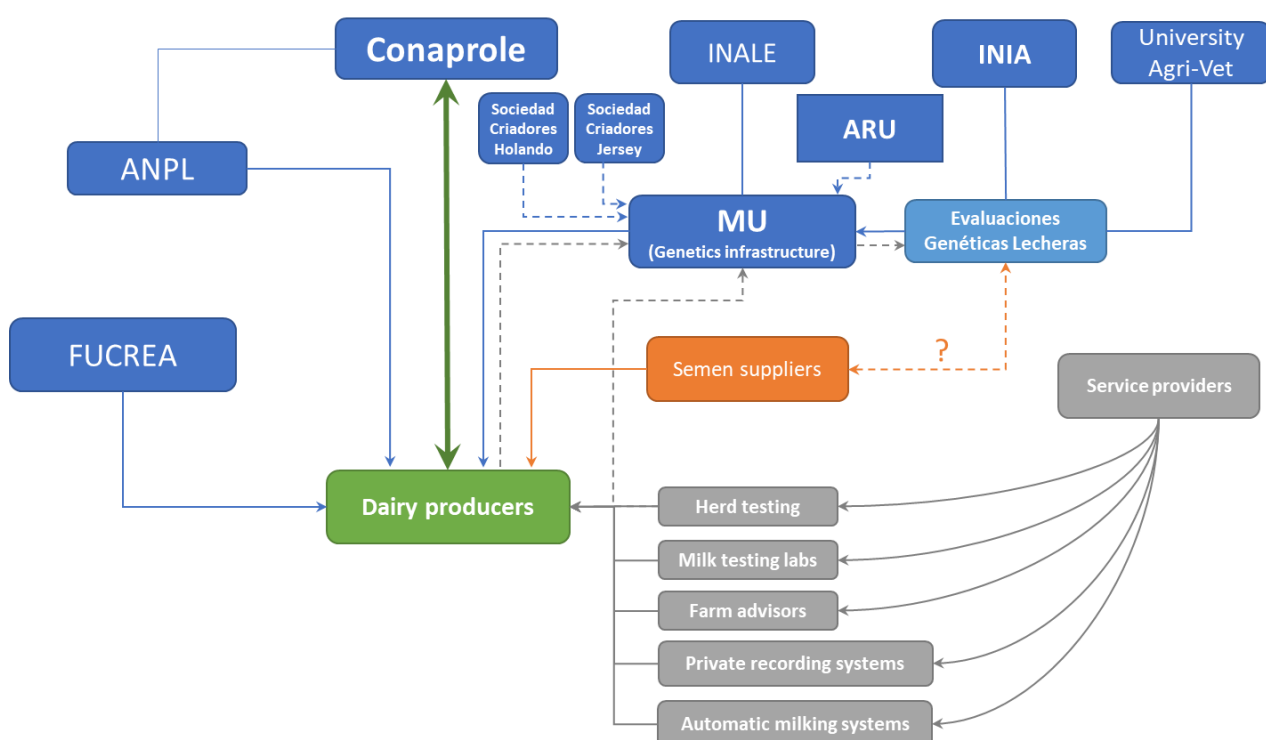 Conaprole
INALE
INIA
University
Agri-Vet
Sociedad
Criadores
Holando
Sociedad
Criadores
Jersey
ARU
ANPL
MU
(Genetics infrastructure)
Evaluaciones
Genéticas Lecheras
FUCREA
Semen suppliers
?
Service providers
Dairy producers
Herd testing
Milk testing labs
Farm advisors
Private recording systems
Automatic milking systems